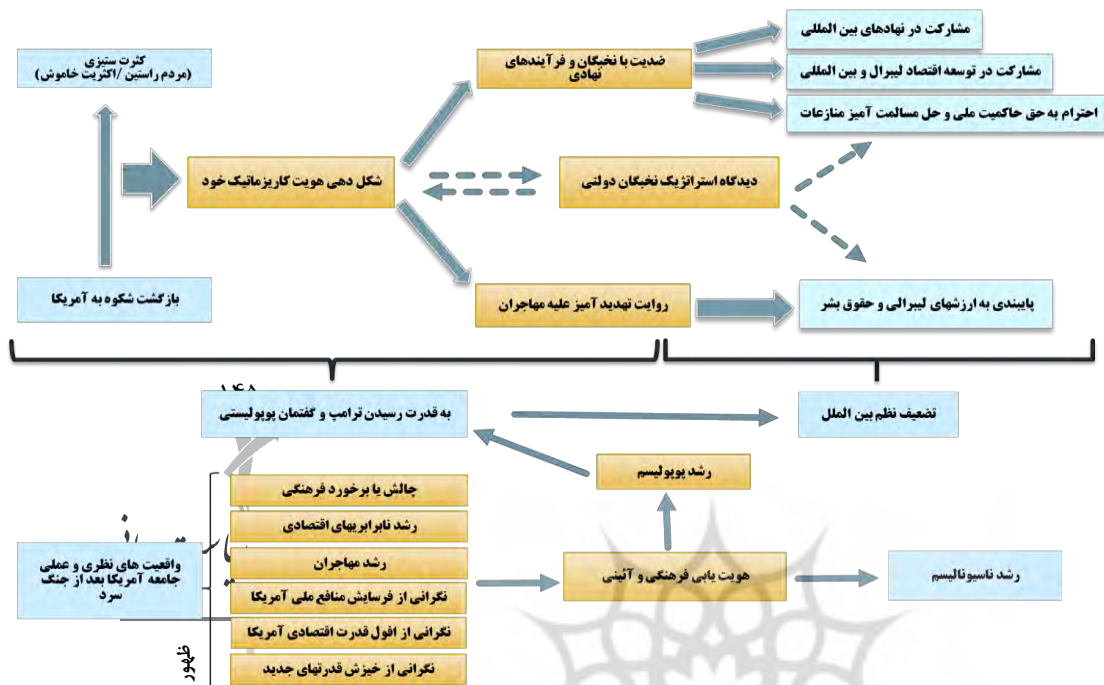 مشارکت در نهادهای بین المللی
کثرت ستیزی
(مردم راستین /اکثریت خاموش)
ضدیت با نخبگان و فرآیندهای
نهادی
مشارکت در توسعه اقتصاد لیبرال و بین المللی
احترام به حق حاکمیت ملی و حل مسالمت آمیز منازعات
شکل دهی هویت کاریزماتیک خود
دیدگاه استراتژیک نخبگان دولتی
بازگشت شکوه به آمریکا
روایت تهدید آمیز علیه مهاجران
پایبندی به ارزشهای لیبرالی و حقوق بشر
به قدرت رسیدن ترامپ و گفتمان پوپولیستی
تضعیف نظم بین الملل
رشد پوپولیسم
چالش یا برخورد فرهنگی
رشد نابرابریهای اقتصادی
رشد مهاجران
نگرانی از فرسایش منافع ملی آمریکا
نگرانی از افول قدرت اقتصادی آمریکا
نگرانی از خیزش قدرتهای جدید
واقعیت های نظری و عملی
جامعه آمریکا بعد از جنگ
سرد
هویت یابی فرهنگی و آئینی
رشد ناسیونالیسم
ظهور